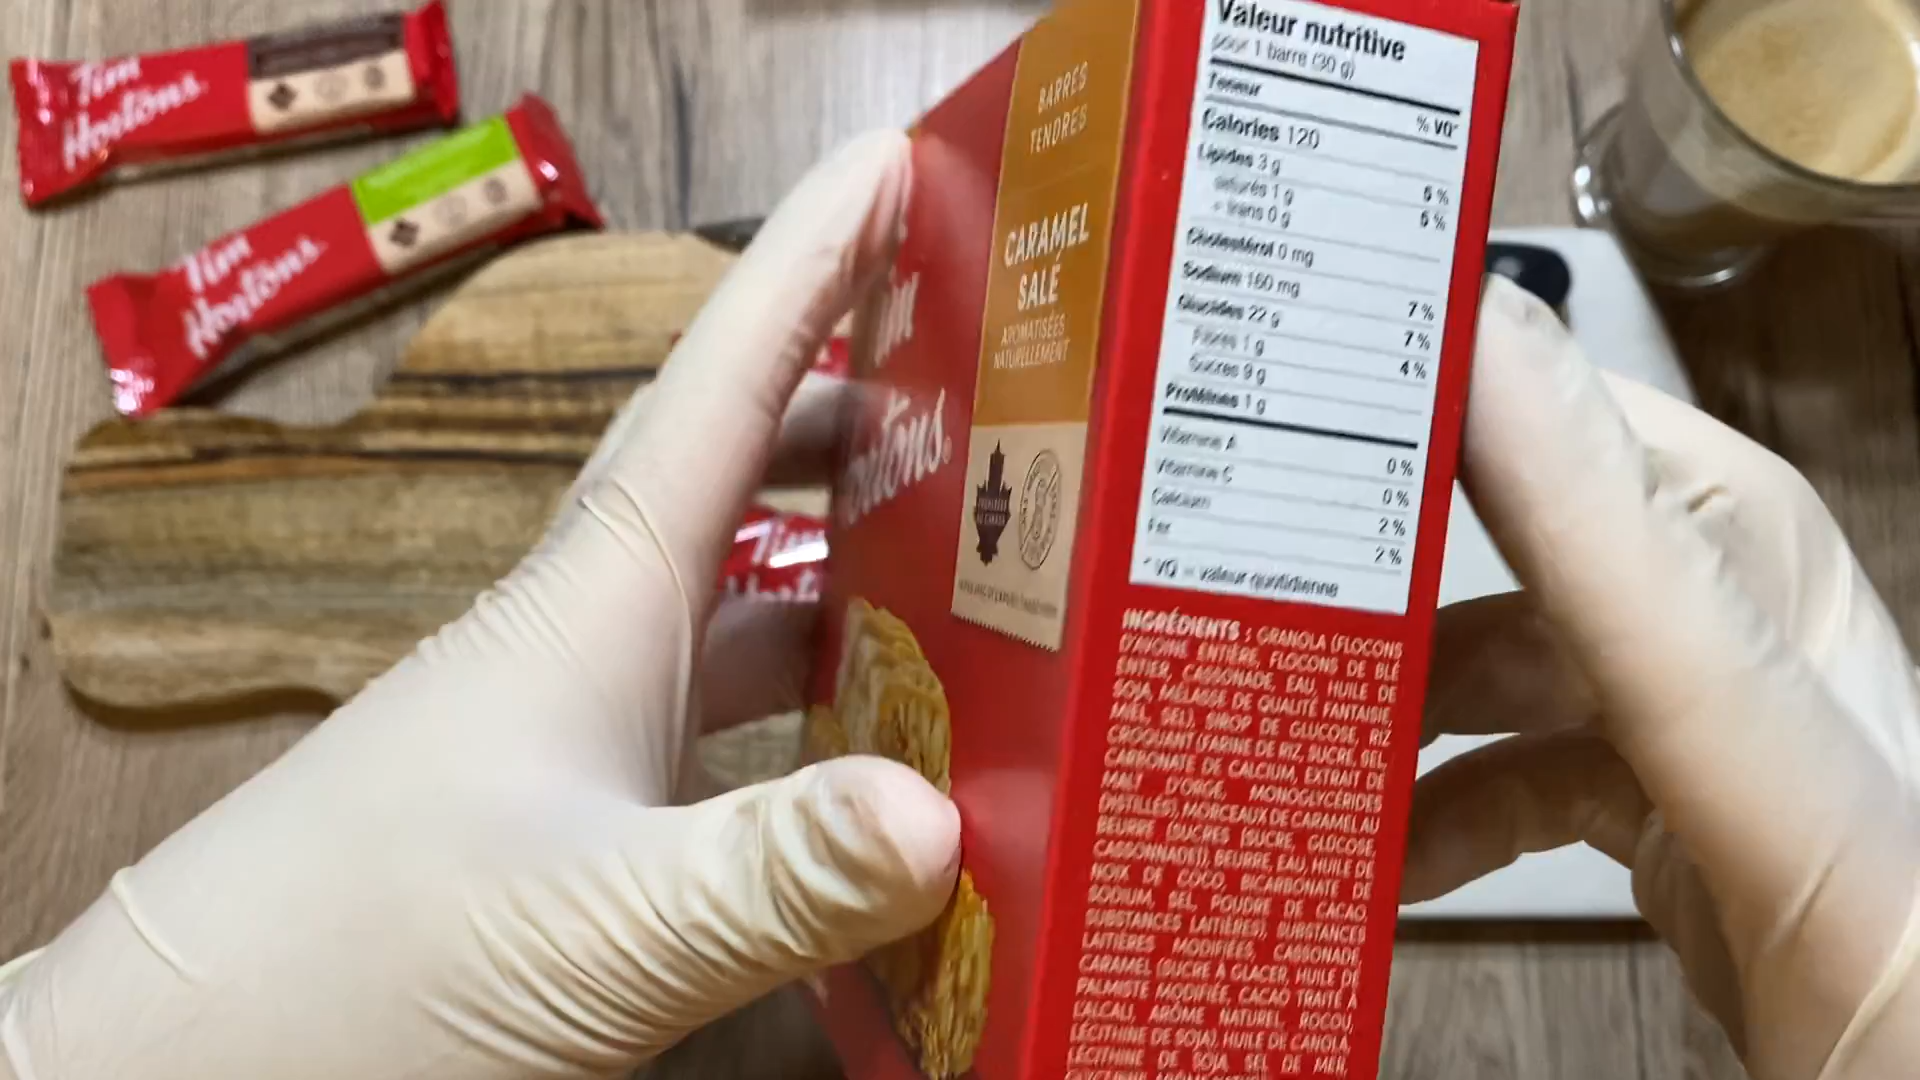 Tim
Hortons.
Tim
Hortons.
Tim
BARRES
TENDRES
CARAMEL
SALÉ
AROMATISÉES
NATURELLEMENT
Valeur nutritive
pour 1 barre (30 g)
Teneur
% VQ*
Calories 120
Lipides 3 g
5 %
saturés 1 g
+ trans 0 g
5 %
Cholestérol 0 mg
Sodium 160 mg
7 %
Glucides 22 g
7 %
Fibres 1 g
4 %
Sucres 9 g
Protéines 1 g
Vitamine A
0 %
Vitamine C
0 %
Calcium
2 %
Fer
2 %
* VQ = valeur quotidienne
INGRÉDIENTS : GRANOLA (FLOCONS
D'AVOINE ENTIÈRE, FLOCONS DE BLÉ
ENTIER, CASSONADE, EAU, HUILE DE
SOJA, MÉLASSE DE QUALITÉ FANTAISIE,
MIEL, SEL), SIROP DE GLUCOSE, RIZ
CROQUANT (FARINE DE RIZ, SUCRE, SEL,
CARBONATE DE CALCIUM, EXTRAIT DE
MALT D'ORGE, MONOGLYCÉRIDES
DISTILLÉS), MORCEAUX DE CARAMEL AU
BEURRE (SUCRES (SUCRE, GLUCOSE,
CASSONNADE)), BEURRE, EAU, HUILE DE
NOIX DE COCO, BICARBONATE DE
SODIUM, SEL, POUDRE DE CACAO,
SUBSTANCES LAITIÈRES), SUBSTANCES
LAITIÈRES MODIFIÉES, CASSONADE,
CARAMEL (SUCRE À GLACER, HUILE DE
PALMISTE MODIFIÉE, CACAO TRAITÉ À
L'ALCALI, ARÔME NATUREL, ROCOU,
LÉCITHINE DE SOJA), HUILE DE CANOLA,
LÉCITHINE DE SOJA, SEL DE MER,